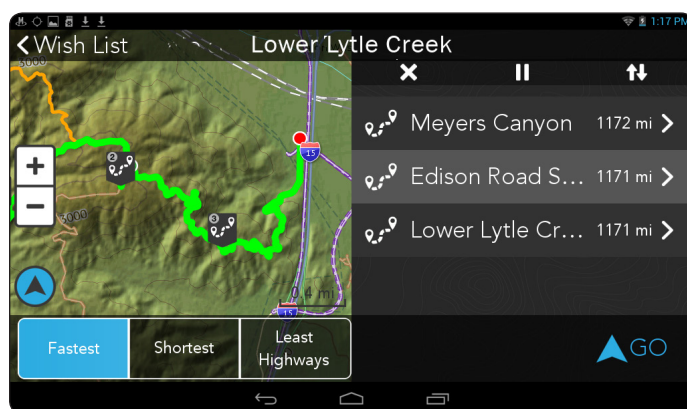 1:17 PM
Wish List
Lower Lytle Creek
3000
15
2
3
3000
0.4 mi
15
Meyers Canyon 1172 mi
Edison Road S... 1171 mi
Lower Lytle Cr... 1171 mi
Fastest
Shortest
Least
Highways
GO